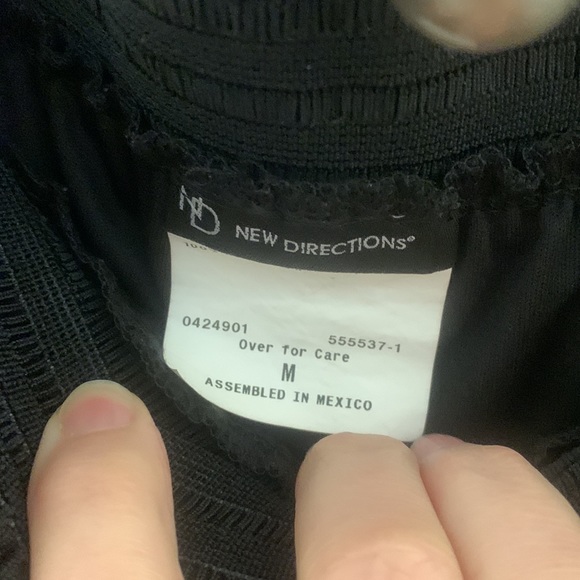 ND
NEW DIRECTIONS®
0424901 555537-1
Over for Care
M
ASSEMBLED IN MEXICO